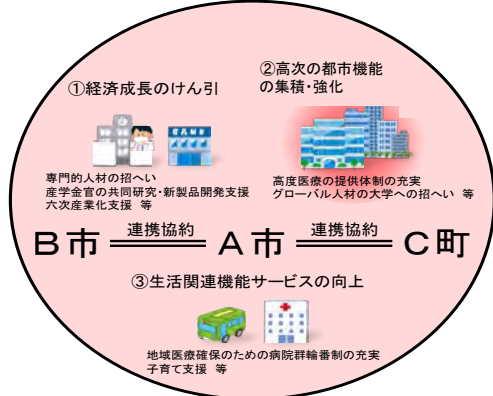 ①経済成長のけん引
②高次の都市機能
の集積・強化
専門的人材の招へい
産学金官の共同研究・新製品開発支援
六次産業化支援 等
高度医療の提供体制の充実
グローバル人材の大学への招へい 等
B市 連携協約 A市 連携協約 C町
③生活関連機能サービスの向上
地域医療確保のための病院群輪番制の充実
子育て支援 等